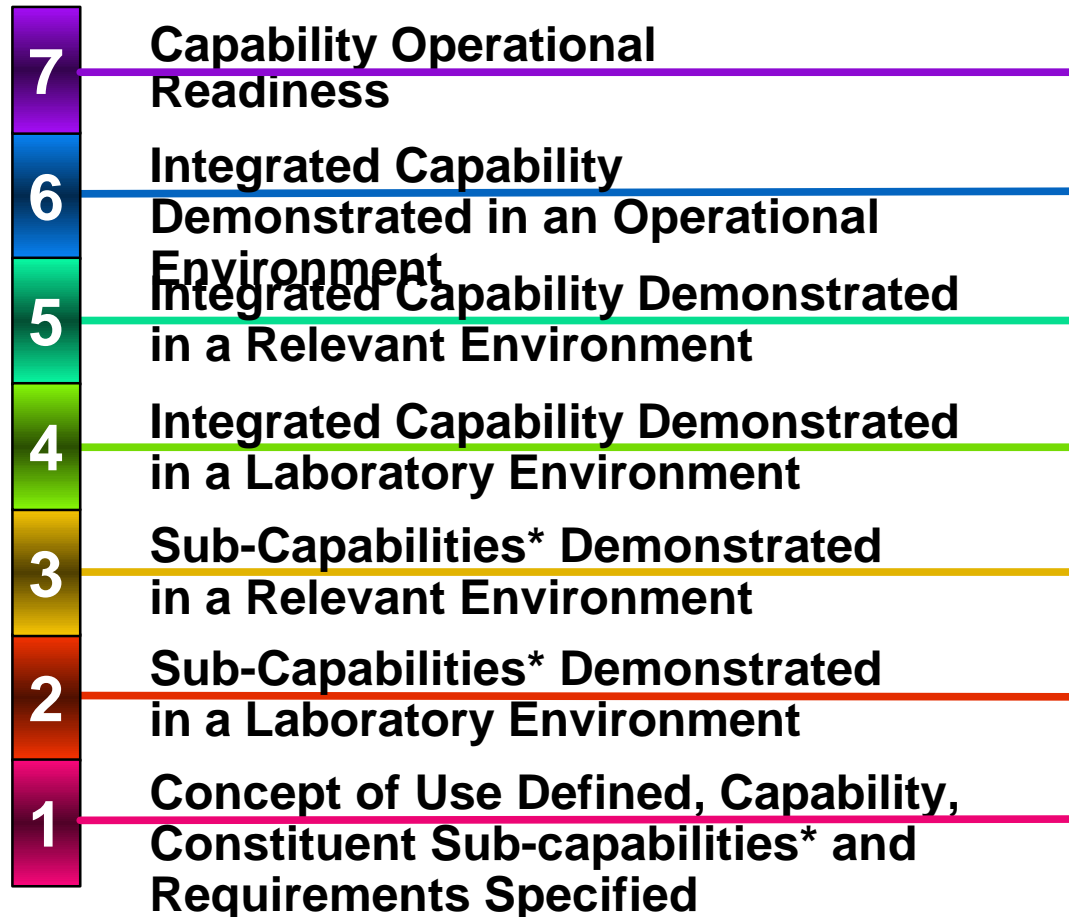 7
Capability Operational
Readiness
6
Integrated Capability
Demonstrated in an Operational
Environment
5
Integrated Capability Demonstrated
in a Relevant Environment
4
Integrated Capability Demonstrated
in a Laboratory Environment
3
Sub-Capabilities* Demonstrated
in a Relevant Environment
2
Sub-Capabilities* Demonstrated
in a Laboratory Environment
1
Concept of Use Defined, Capability,
Constituent Sub-capabilities* and
Requirements Specified